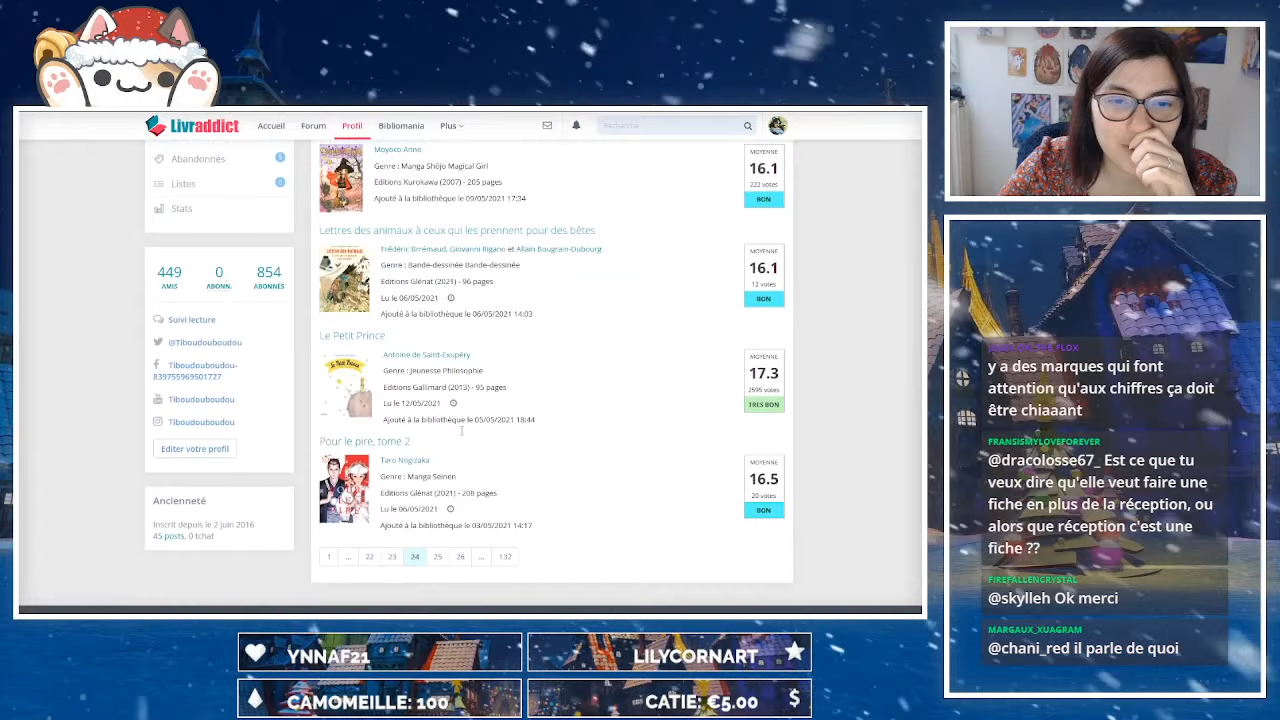 Livraddict
Accueil
Forum
Profil
Bibliomania
Plus
Recherche
Abandonnés
Listes
0
Stats
449
AMIS
0
ABONN.
854
ABONNÉS
Suivi lecture
@Tiboudouboudou
Tiboudouboudou-
839755969501727
Tiboudouboudou
Tiboudouboudou
Editer votre profil
Ancienneté
Inscrit depuis le 2 juin 2016
45 posts, 0 tchat
Moyoco Anno
Genre : Manga Shôjo Magical Girl
Editions Kurokawa (2007) - 205 pages
Ajouté à la bibliothèque le 09/05/2021 17:34
MOYENNE
16.1
222 votes
BON
Lettres des animaux à ceux qui les prennent pour des bêtes
Frédéric Brrémaud, Giovanni Rigano et Allain Bougrain-Dubourg
Genre : Bande-dessinée Bande-dessinée
Editions Glénat (2021) - 96 pages
Lu le 06/05/2021
Ajouté à la bibliothèque le 06/05/2021 14:03
MOYENNE
16.1
12 votes
BON
Le Petit Prince
Antoine de Saint-Exupéry
Genre : Jeunesse Philosophie
Editions Gallimard (2013) - 95 pages
Lu le 12/05/2021
Ajouté à la bibliothèque le 05/05/2021 18:44
MOYENNE
17.3
2595 votes
TRES BON
Pour le pire, tome 2
Taro Nogizaka
Genre : Manga Seinen
Editions Glénat (2021) - 208 pages
Lu le 06/05/2021
Ajouté à la bibliothèque le 03/05/2021 14:17
MOYENNE
16.5
20 votes
BON
1 ... 22 23 24 25 26 ... 132
y a des marques qui font
attention qu'aux chiffres ça doit
être chiaaant
FRANSISMYLOVEFOREVER
@dracolosse67_ Est ce que tu
veux dire qu'elle veut faire une
fiche en plus de la réception, ou
alors que réception c'est une
fiche ??
FIREFALLENCRYSTAL
@skylleh Ok merci
MARGAUX_XUAGRAM
@chani_red il parle de quoi
YNNAF21
LILYCORNART
CAMOMEILLE: 100
CATIE: €5.00
$